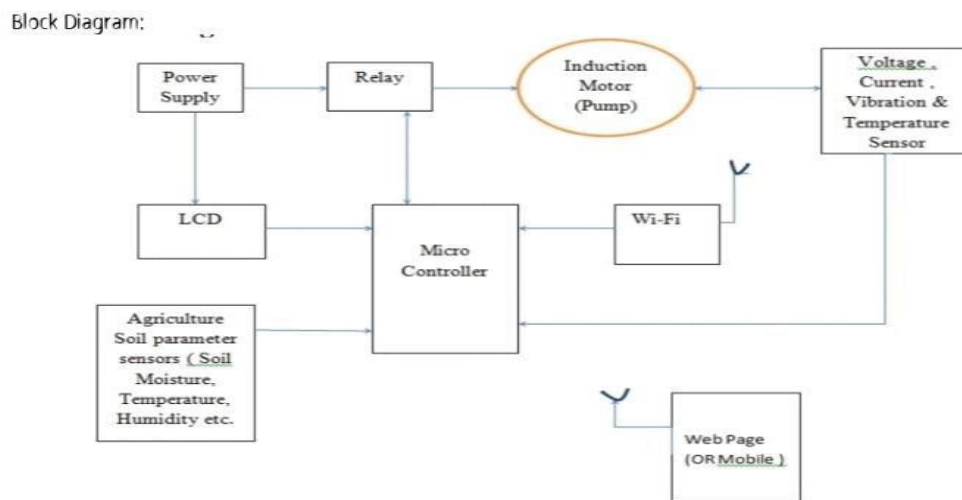 Block Diagram:
Power
Supply
Relay
Induction
Motor
(Pump)
Voltage ,
Current ,
Vibration &
Temperature
Sensor
LCD
Micro
Controller
Wi-Fi
Agriculture
Soil parameter
sensors ( Soil
Moisture,
Temperature,
Humidity etc.
Web Page
(OR Mobile )